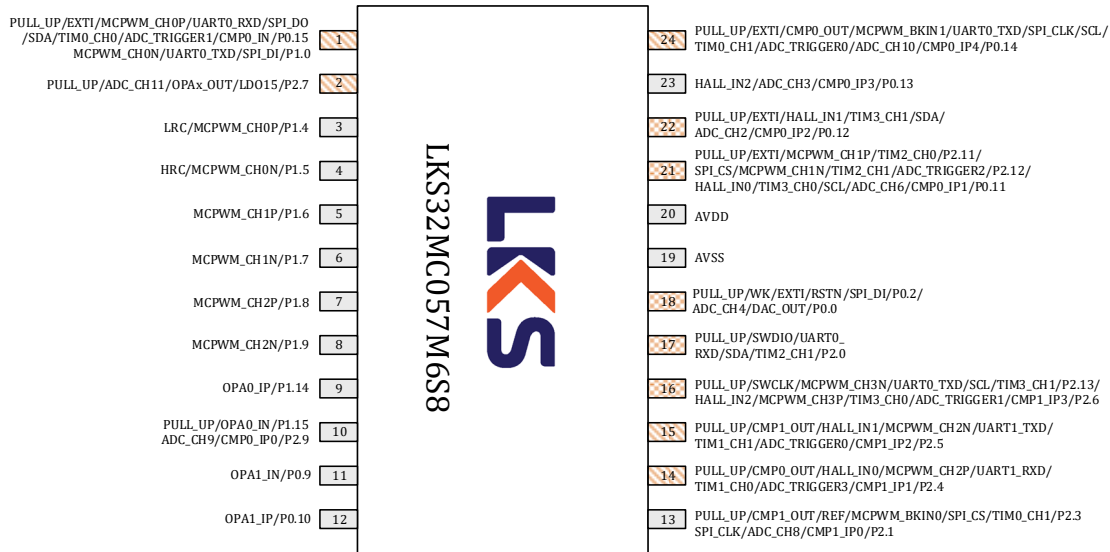 PULL_UP/EXTI/MCPWM_CH0P/UART0_RXD/SPI_DO
/SDA/TIM0_CH0/ADC_TRIGGER1/CMP0_IN/P0.15
MCPWM_CH0N/UART0_TXD/SPI_DI/P1.0
1
PULL_UP/ADC_CH11/OPAx_OUT/LDO15/P2.7
2
LRC/MCPWM_CH0P/P1.4
3
HRC/MCPWM_CH0N/P1.5
4
MCPWM_CH1P/P1.6
5
MCPWM_CH1N/P1.7
6
MCPWM_CH2P/P1.8
7
MCPWM_CH2N/P1.9
8
OPA0_IP/P1.14
9
PULL_UP/OPA0_IN/P1.15
ADC_CH9/CMP0_IP0/P2.9
10
OPA1_IN/P0.9
11
OPA1_IP/P0.10
12
LKS32MC057M6S8
LKS
24
PULL_UP/EXTI/CMP0_OUT/MCPWM_BKIN1/UART0_TXD/SPI_CLK/SCL/
TIM0_CH1/ADC_TRIGGER0/ADC_CH10/CMP0_IP4/P0.14
23
HALL_IN2/ADC_CH3/CMP0_IP3/P0.13
22
PULL_UP/EXTI/HALL_IN1/TIM3_CH1/SDA/
ADC_CH2/CMP0_IP2/P0.12
21
PULL_UP/EXTI/MCPWM_CH1P/TIM2_CH0/P2.11/
SPI_CS/MCPWM_CH1N/TIM2_CH1/ADC_TRIGGER2/P2.12/
HALL_IN0/TIM3_CH0/SCL/ADC_CH6/CMP0_IP1/P0.11
20
AVDD
19
AVSS
18
PULL_UP/WK/EXTI/RSTN/SPI_DI/P0.2/
ADC_CH4/DAC_OUT/P0.0
17
PULL_UP/SWDIO/UART0_
RXD/SDA/TIM2_CH1/P2.0
16
PULL_UP/SWCLK/MCPWM_CH3N/UART0_TXD/SCL/TIM3_CH1/P2.13/
HALL_IN2/MCPWM_CH3P/TIM3_CH0/ADC_TRIGGER1/CMP1_IP3/P2.6
15
PULL_UP/CMP1_OUT/HALL_IN1/MCPWM_CH2N/UART1_TXD/
TIM1_CH1/ADC_TRIGGER0/CMP1_IP2/P2.5
14
PULL_UP/CMP0_OUT/HALL_IN0/MCPWM_CH2P/UART1_RXD/
TIM1_CH0/ADC_TRIGGER3/CMP1_IP1/P2.4
13
PULL_UP/CMP1_OUT/REF/MCPWM_BKIN0/SPI_CS/TIM0_CH1/P2.3
SPI_CLK/ADC_CH8/CMP1_IP0/P2.1